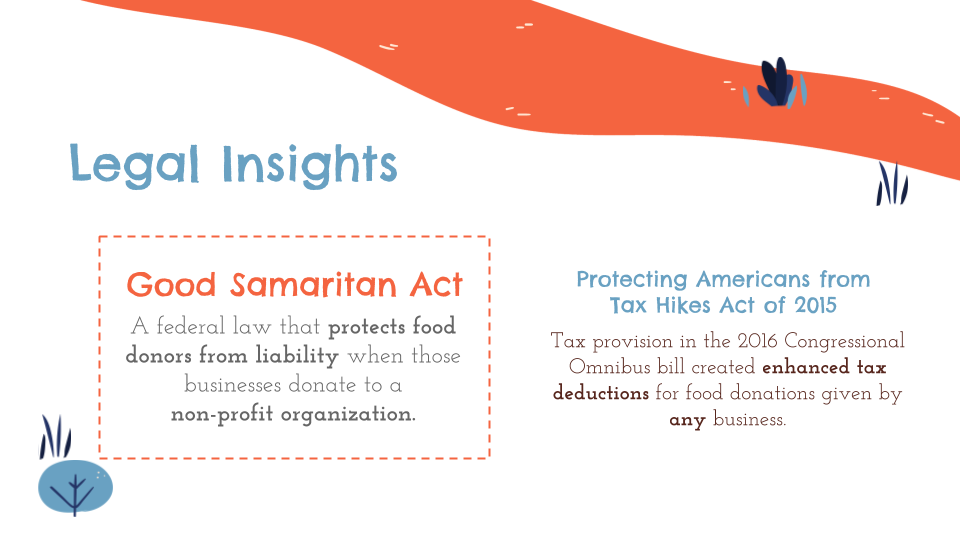 Legal Insights
Good Samaritan Act
A federal law that protects food
donors from liability when those
businesses donate to a
non-profit organization.
Protecting Americans from
Tax Hikes Act of 2015
Tax provision in the 2016 Congressional
Omnibus bill created enhanced tax
deductions for food donations given by
any business.